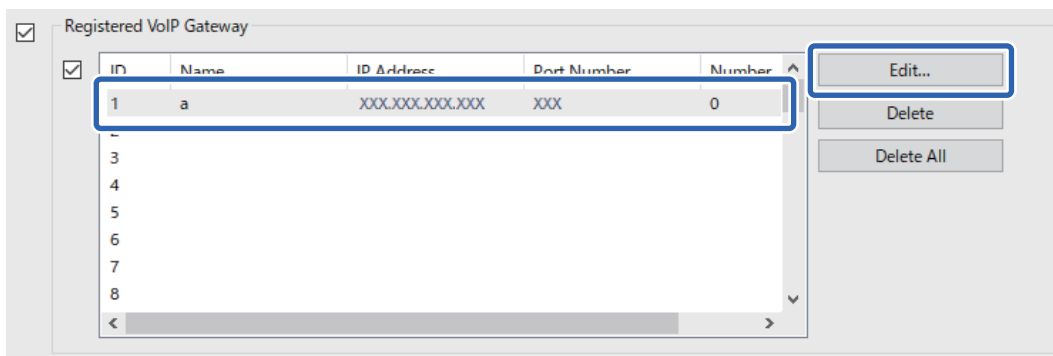 Registered VoIP Gateway
ID Name IP Address Port Number Number
1 a XXX.XXX.XXX.XXX XXX 0
2
3
4
5
6
7
8
Edit...
Delete
Delete All